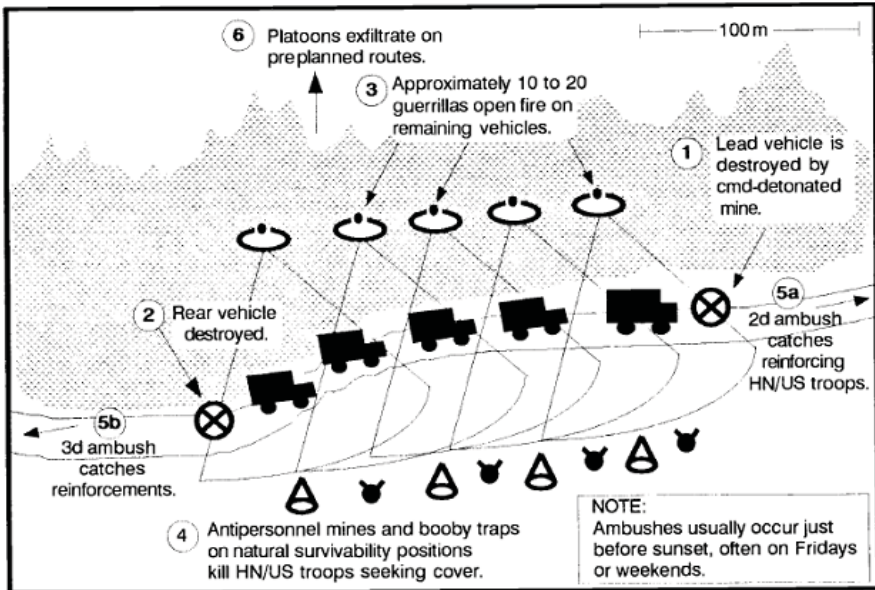 6 Platoons exfiltrate on
preplanned routes.
100 m
3 Approximately 10 to 20
guerrillas open fire on
remaining vehicles.
1 Lead vehicle is
destroyed by
cmd-detonated
mine.
2 Rear vehicle
destroyed.
5a
2d ambush
catches
reinforcing
HN/US troops.
5b
3d ambush
catches
reinforcements.
4 Antipersonnel mines and booby traps
on natural survivability positions
kill HN/US troops seeking cover.
NOTE:
Ambushes usually occur just
before sunset, often on Fridays
or weekends.